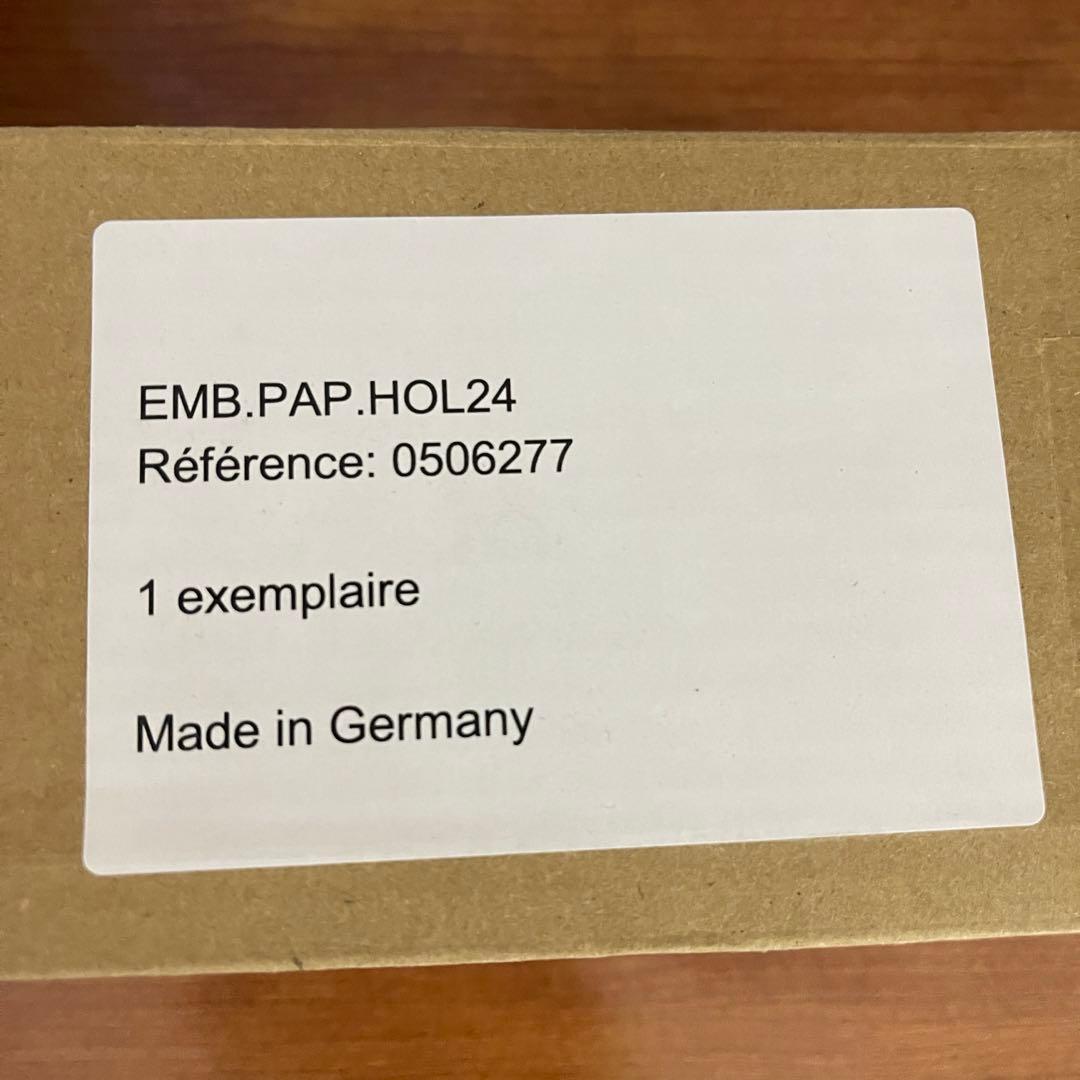 EMB.PAP.HOL24
Référence: 0506277
1 exemplaire
Made in Germany